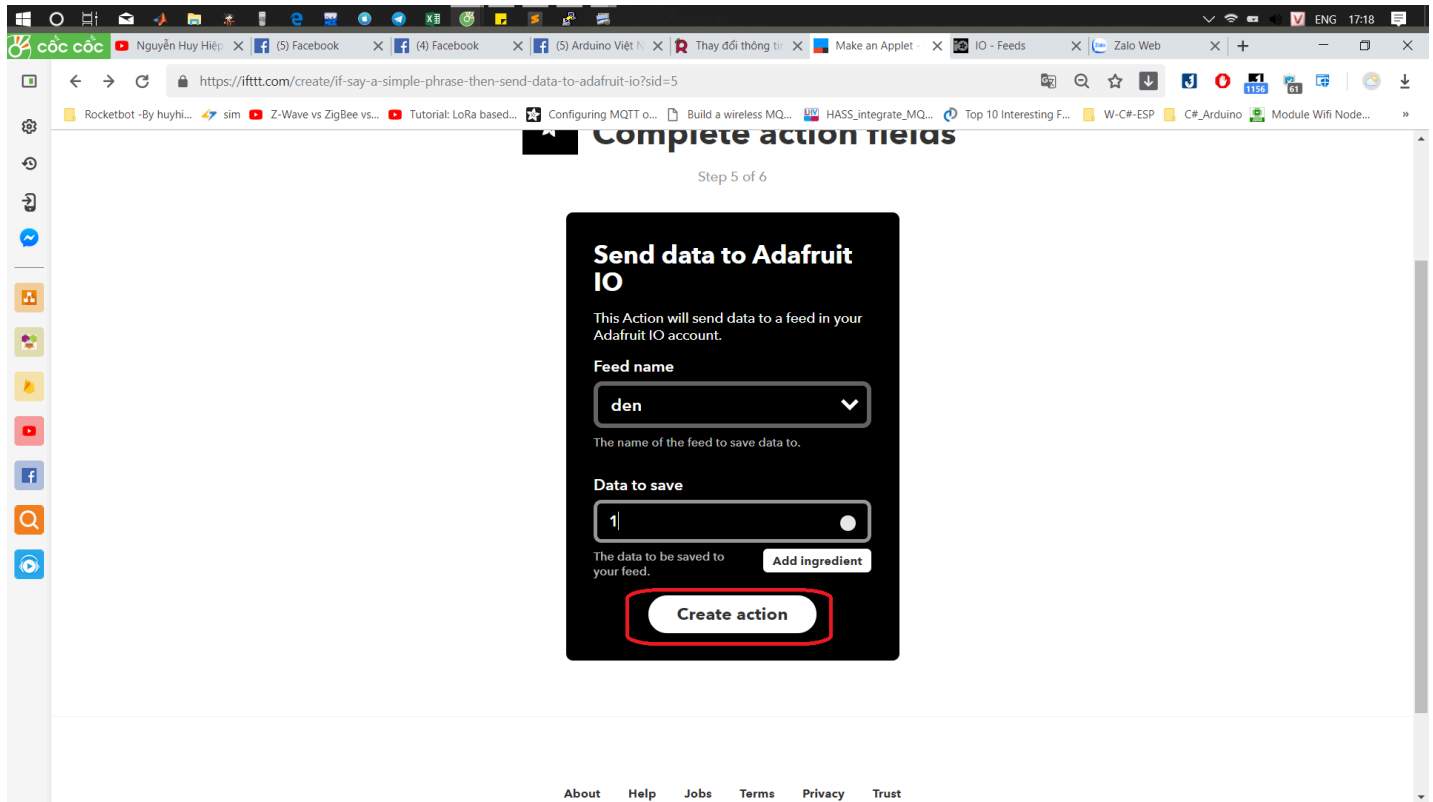 ENG 17:18
cốc cốc Nguyễn Huy Hiệp (5) Facebook (4) Facebook (5) Arduino Việt N Thay đổi thông tin Make an Applet - IO - Feeds Zalo Web
https://ifttt.com/create/if-say-a-simple-phrase-then-send-data-to-adafruit-io?sid=5 1156 61
Rocketbot -By huyhi... sim Z-Wave vs ZigBee vs... Tutorial: LoRa based... Configuring MQTT o... Build a wireless MQ... HASS_integrate_MQ... Top 10 Interesting F... W-C#-ESP C#_Arduino Module Wifi Node... »
Complete action fields
Step 5 of 6
Send data to Adafruit
IO
This Action will send data to a feed in your
Adafruit IO account.
Feed name
den
The name of the feed to save data to.
Data to save
1
The data to be saved to
your feed.
Add ingredient
Create action
About Help Jobs Terms Privacy Trust